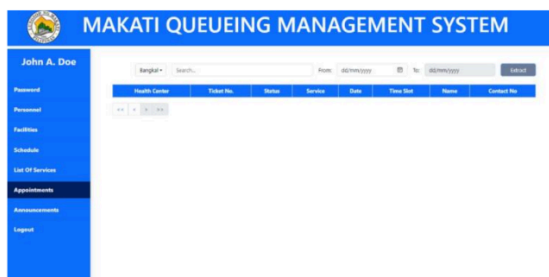 MAKATI QUEUEING MANAGEMENT SYSTEM
John A. Doe
Bangkal Search... From: dd/mm/yyyy To: dd/mm/yyyy Extract
Password
Health Center Ticket No. Status Service Date Time Slot Name Contact No
Personnel
<< < > >>
Facilities
Schedule
List Of Services
Appointments
Announcements
Logout